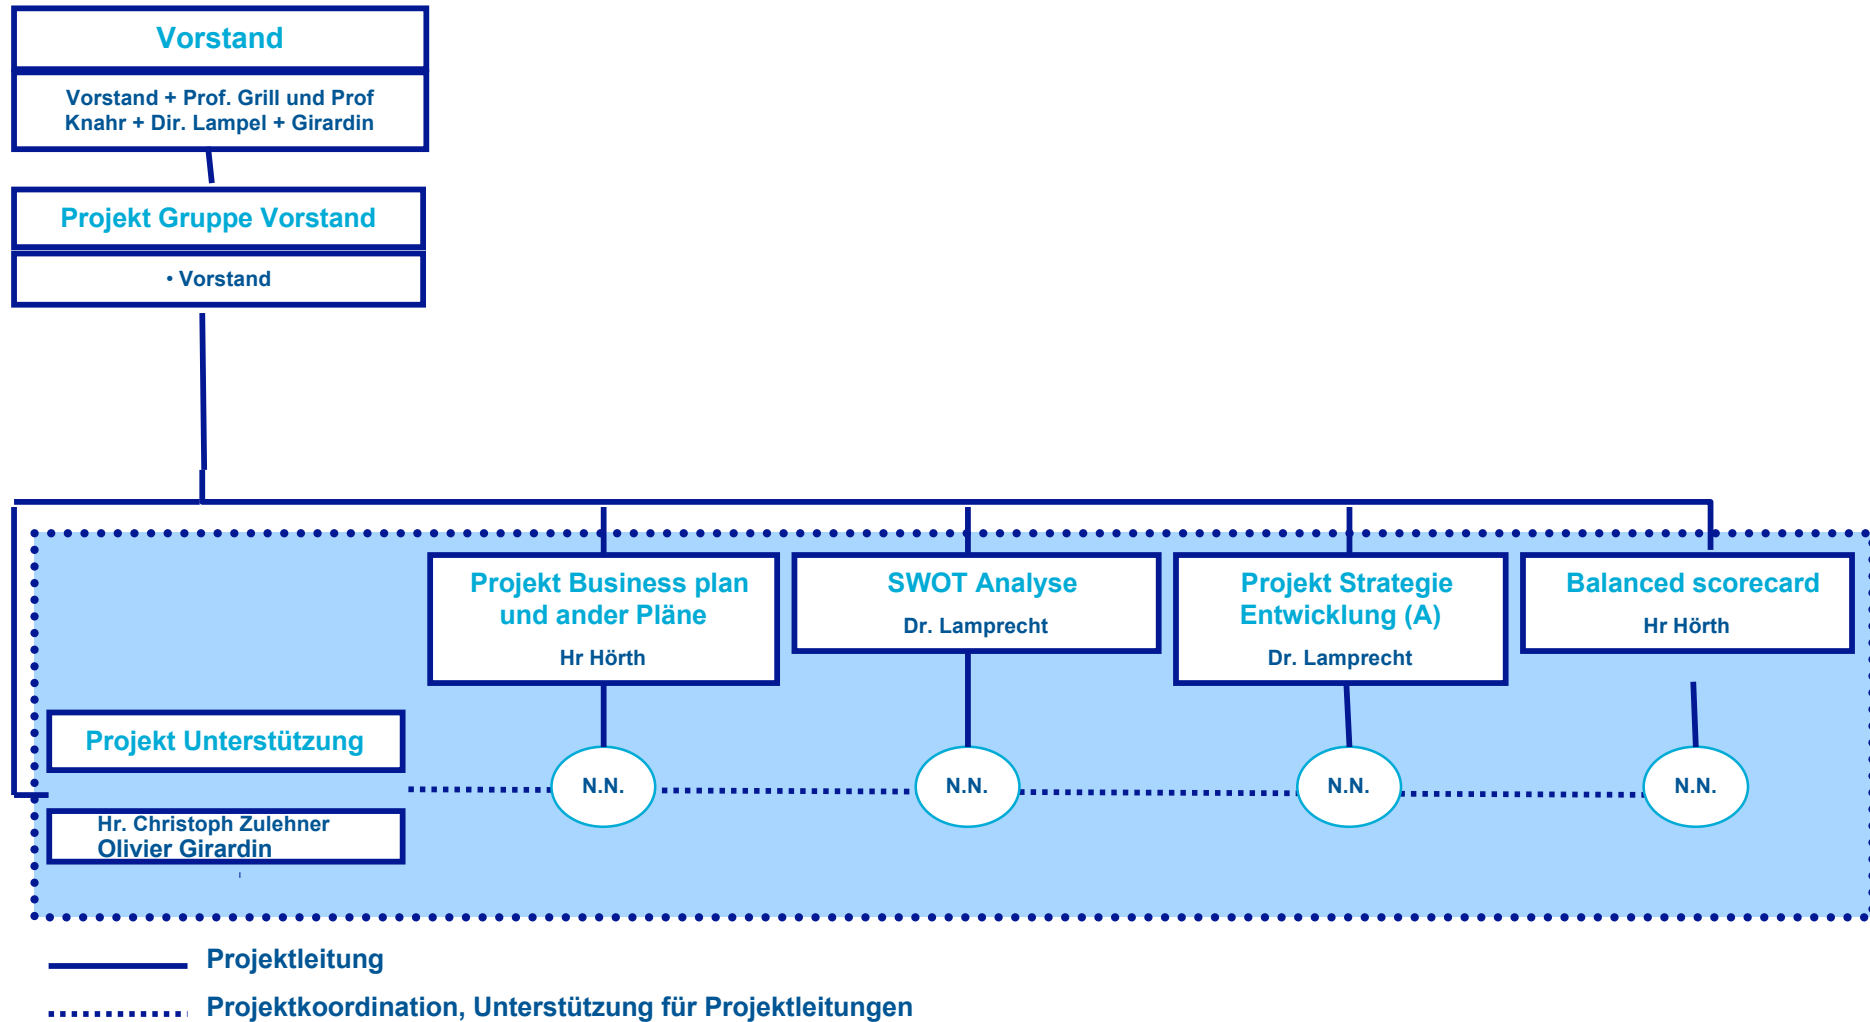 Vorstand
Vorstand + Prof. Grill und Prof
Knahr + Dir. Lampel + Girardin
Projekt Gruppe Vorstand
• Vorstand
Projekt Business plan
und ander Pläne
Hr Hörth
SWOT Analyse
Dr. Lamprecht
Projekt Strategie
Entwicklung (A)
Dr. Lamprecht
Balanced scorecard
Hr Hörth
Projekt Unterstützung
Hr. Christoph Zulehner
Olivier Girardin
N.N.
N.N.
N.N.
N.N.
Projektleitung
Projektkoordination, Unterstützung für Projektleitungen